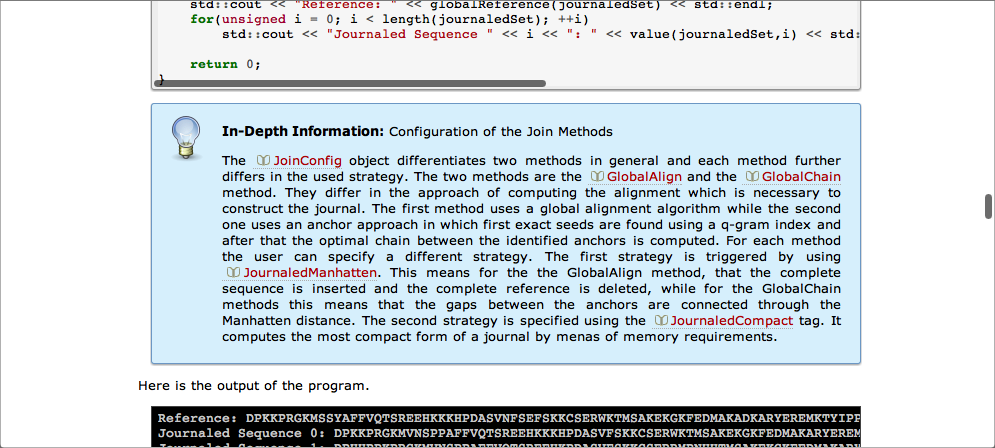 std::cout << "Reference: " << globalReference(journaledSet) << std::endl;
for(unsigned i = 0; i < length(journaledSet); ++i)
std::cout << "Journaled Sequence " << i << ": " << value(journaledSet,i) << std:
return 0;
}
In-Depth Information: Configuration of the Join Methods
The JoinConfig object differentiates two methods in general and each method further
differs in the used strategy. The two methods are the GlobalAlign and the GlobalChain
method. They differ in the approach of computing the alignment which is necessary to
construct the journal. The first method uses a global alignment algorithm while the second
one uses an anchor approach in which first exact seeds are found using a q-gram index and
after that the optimal chain between the identified anchors is computed. For each method
the user can specify a different strategy. The first strategy is triggered by using
JournaledManhatten. This means for the the GlobalAlign method, that the complete
sequence is inserted and the complete reference is deleted, while for the GlobalChain
methods this means that the gaps between the anchors are connected through the
Manhatten distance. The second strategy is specified using the JournaledCompact tag. It
computes the most compact form of a journal by menas of memory requirements.
Here is the output of the program.
Reference: DPKKPRGKMSSYAFFVQTSREEHKKKHPDASVNFSEFSKKCSERWKTMSAKEKGKFEDMAKADKARYEREMKTYIPP
Journaled Sequence 0: DPKKPRGKMVNSPPAFFVQTSREEHKKKHPDASVFSKKCSERWKTMSAKEKGKFEDMAKARYEREM